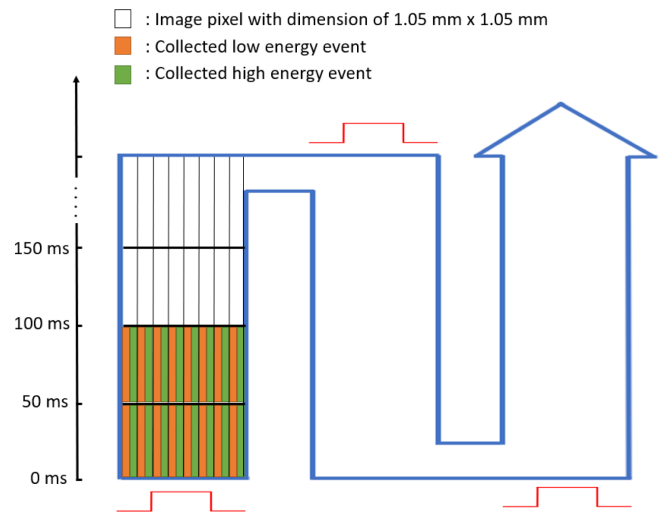 : Image pixel with dimension of 1.05 mm x 1.05 mm
: Collected low energy event
: Collected high energy event
150 ms
100 ms
50 ms
0 ms